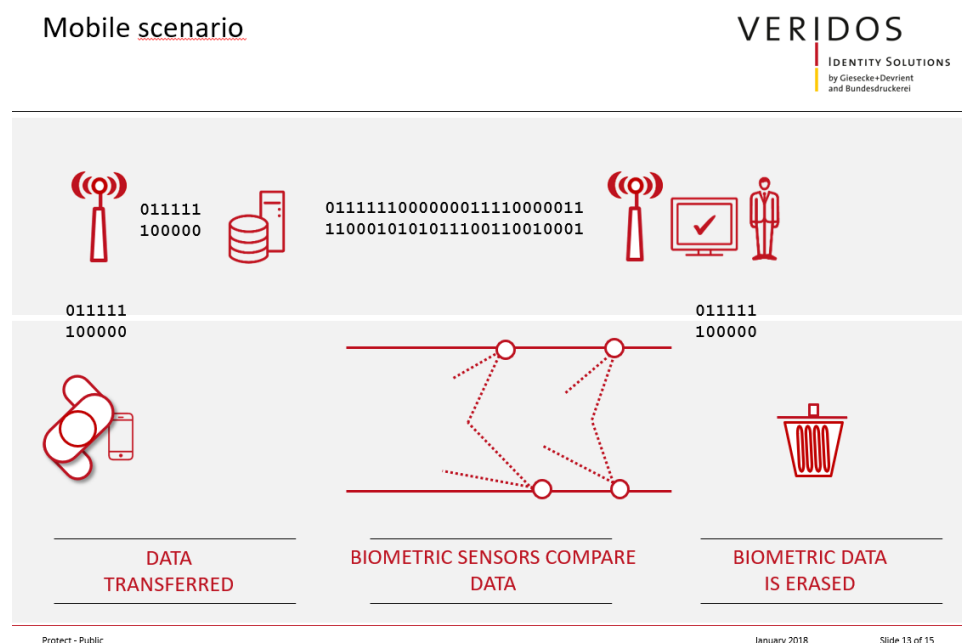 Mobile scenario
VERIDOS
IDENTITY SOLUTIONS
by Giesecke+Devrient
and Bundesdruckerei
011111
100000
01111110000000011110000011
1100010101011100110010001
011111
100000
011111
100000
DATA
TRANSFERRED
BIOMETRIC SENSORS COMPARE
DATA
BIOMETRIC DATA
IS ERASED
Protect - Public
January 2018
Slide 13 of 15